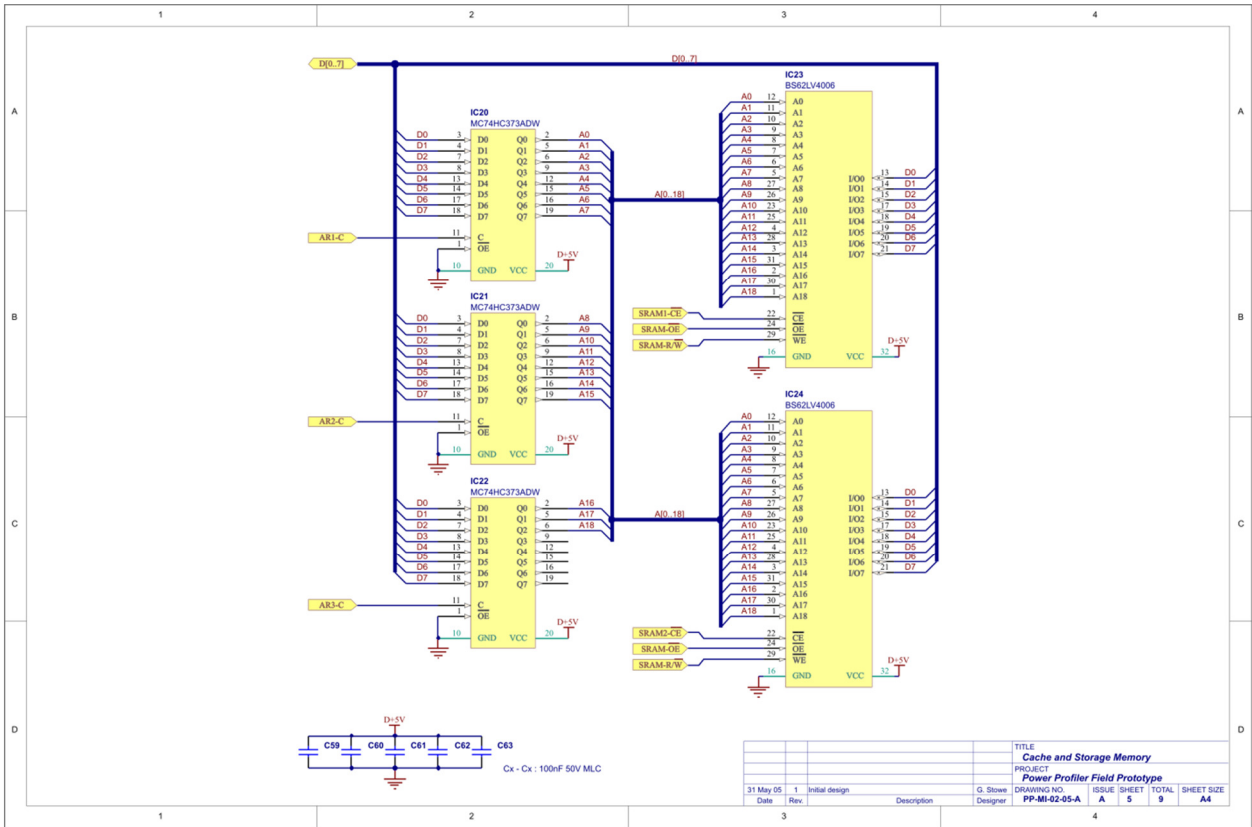 1 2 3 4
D[0..7]
D[0..7]
A A
IC20
MC74HC373ADW
D0 3 D0 Q0 2 A0
D1 4 D1 Q1 5 A1
D2 7 D2 Q2 6 A2
D3 8 D3 Q3 9 A3
D4 13 D4 Q4 12 A4
D5 14 D5 Q5 15 A5
D6 17 D6 Q6 16 A6
D7 18 D7 Q7 19 A7
AR1-C 11 C
1 OE
10 GND VCC 20 D+5V
IC21
MC74HC373ADW
D0 3 D0 Q0 2 A8
D1 4 D1 Q1 5 A9
D2 7 D2 Q2 6 A10
D3 8 D3 Q3 9 A11
D4 13 D4 Q4 12 A12
D5 14 D5 Q5 15 A13
D6 17 D6 Q6 16 A14
D7 18 D7 Q7 19 A15
AR2-C 11 C
1 OE
10 GND VCC 20 D+5V
IC22
MC74HC373ADW
D0 3 D0 Q0 2 A16
D1 4 D1 Q1 5 A17
D2 7 D2 Q2 6 A18
D3 8 D3 Q3 9
D4 13 D4 Q4 12
D5 14 D5 Q5 15
D6 17 D6 Q6 16
D7 18 D7 Q7 19
AR3-C 11 C
1 OE
10 GND VCC 20 D+5V
A[0..18]
IC23
BS62LV4006
A0 12 A0
A1 11 A1
A2 10 A2
A3 9 A3
A4 8 A4
A5 7 A5
A6 6 A6
A7 5 A7 I/O0 13 D0
A8 27 A8 I/O1 14 D1
A9 26 A9 I/O2 15 D2
A10 23 A10 I/O3 17 D3
A11 25 A11 I/O4 18 D4
A12 4 A12 I/O5 19 D5
A13 28 A13 I/O6 20 D6
A14 3 A14 I/O7 21 D7
A15 31 A15
A16 2 A16
A17 30 A17
A18 1 A18
SRAM1-CE 22 CE
SRAM-OE 24 OE
SRAM-R/W 29 WE
16 GND VCC 32 D+5V
B B
A[0..18]
IC24
BS62LV4006
A0 12 A0
A1 11 A1
A2 10 A2
A3 9 A3
A4 8 A4
A5 7 A5
A6 6 A6
A7 5 A7 I/O0 13 D0
A8 27 A8 I/O1 14 D1
A9 26 A9 I/O2 15 D2
A10 23 A10 I/O3 17 D3
A11 25 A11 I/O4 18 D4
A12 4 A12 I/O5 19 D5
A13 28 A13 I/O6 20 D6
A14 3 A14 I/O7 21 D7
A15 31 A15
A16 2 A16
A17 30 A17
A18 1 A18
SRAM2-CE 22 CE
SRAM-OE 24 OE
SRAM-R/W 29 WE
16 GND VCC 32 D+5V
C C
D D
D+5V
C59 C60 C61 C62 C63
Cx - Cx : 100nF 50V MLC
TITLE
Cache and Storage Memory
PROJECT
Power Profiler Field Prototype
31 May 05 1 Initial design G. Stowe
Date Rev. Description Designer
DRAWING NO. ISSUE SHEET TOTAL SHEET SIZE
PP-MI-02-05-A A 5 9 A4
1 2 3 4